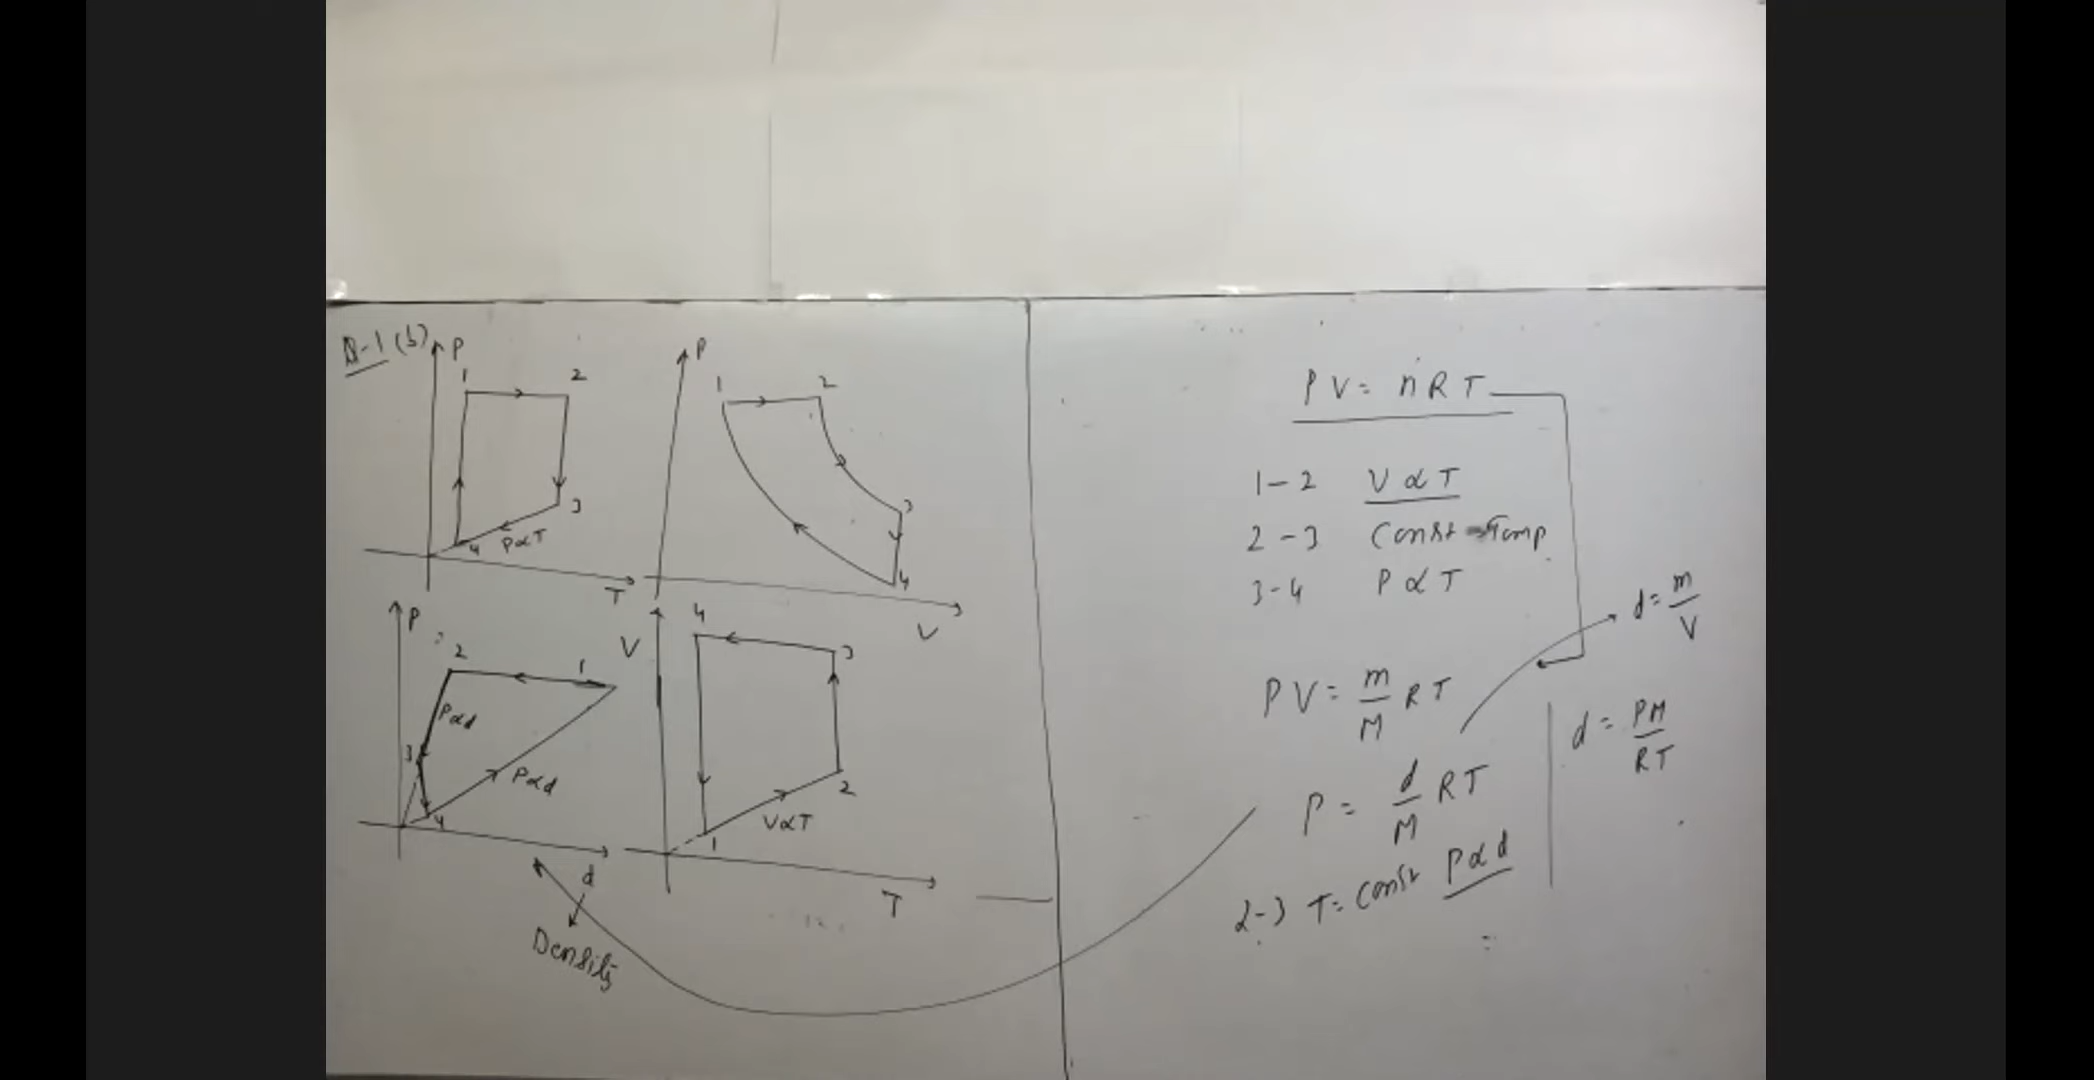 Q-1(b)
P
1
2
3
4
P∝T
T
P
1
2
3
4
V
P
2
1
P∝d
3
P∝d
4
d
Density
V
4
3
2
V∝T
1
T
PV = nRT
1-2 V∝T
2-3 Const Temp
3-4 P∝T
d = m/V
PV = m/M RT
d = PM/RT
P = d/M RT
2-3 T = Const P∝d